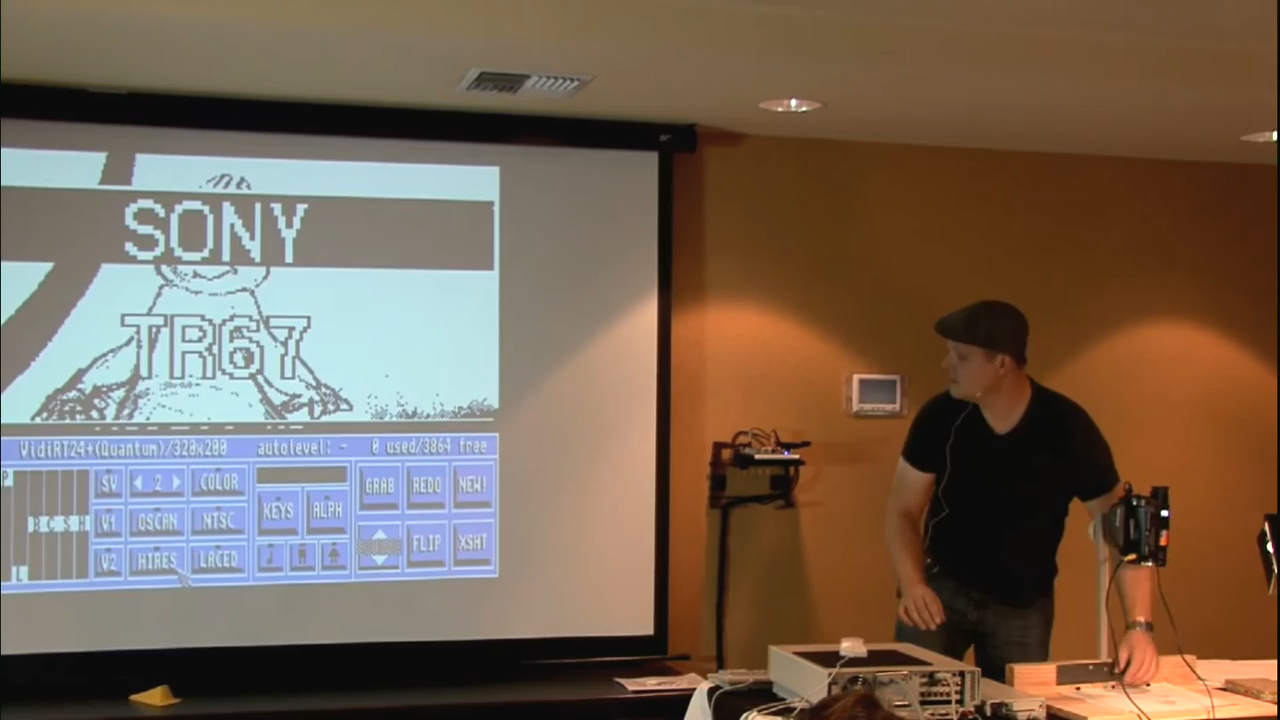 SONY
TR67
VidiRT24+(Quantum)/320x200 autolevel: - 0 used/3864 free
P
SV 2 COLOR GRAB REDO NEW!
B C S H V1 OSCAN NTSC KEYS ALPH
L V2 HIRES LACED FLIP XSHT